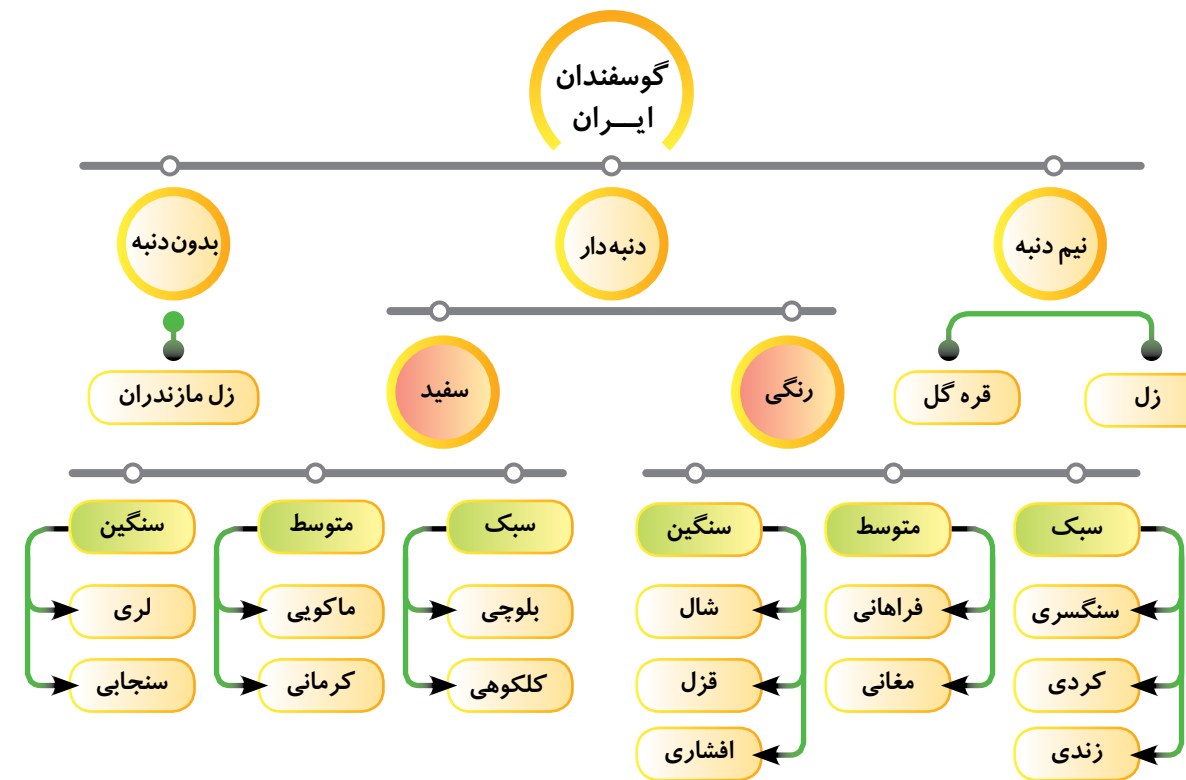 گوسفندان
ایـــران
نیم دنبه
دنبه‌دار
بدون‌دنبه
زل
قره گل
رنگی
سفید
زل مازندران
سبک
متوسط
سنگین
سبک
متوسط
سنگین
سنگسری
فراهانی
شال
بلوچی
ماکویی
لری
کردی
مغانی
قزل
کلکوهی
کرمانی
سنجابی
زندی
افشاری